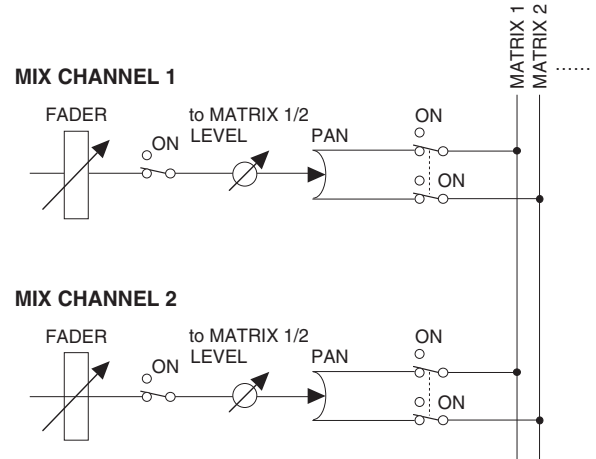 MATRIX 1
MATRIX 2
......
MIX CHANNEL 1
FADER
ON
to MATRIX 1/2
LEVEL
PAN
ON
ON
MIX CHANNEL 2
FADER
ON
to MATRIX 1/2
LEVEL
PAN
ON
ON